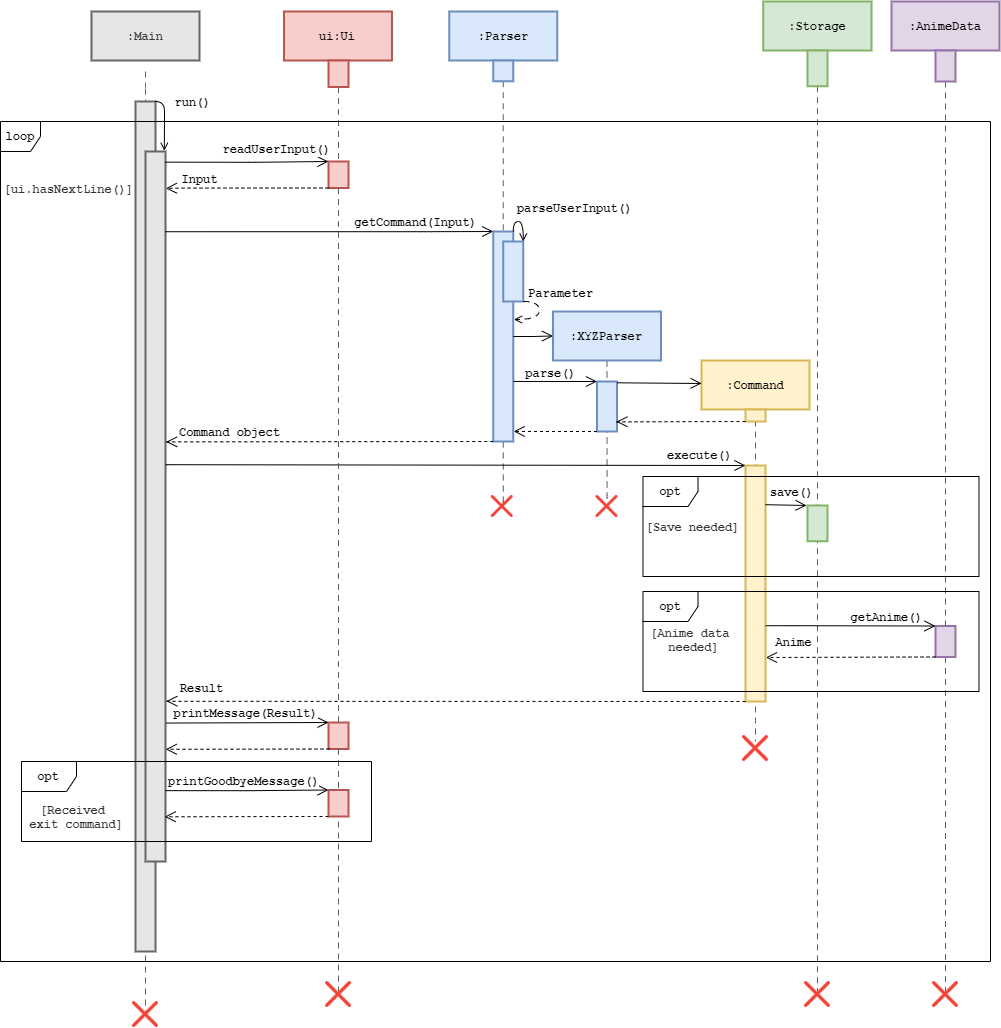 :Main
ui:Ui
:Parser
:Storage
:AnimeData
run()
loop
readUserInput()
Input
[ui.hasNextLine()]
parseUserInput()
getCommand(Input)
Parameter
:XYZParser
parse()
:Command
Command object
execute()
opt
save()
[Save needed]
opt
getAnime()
[Anime data
needed]
Anime
Result
printMessage(Result)
opt
printGoodbyeMessage()
[Received
exit command]